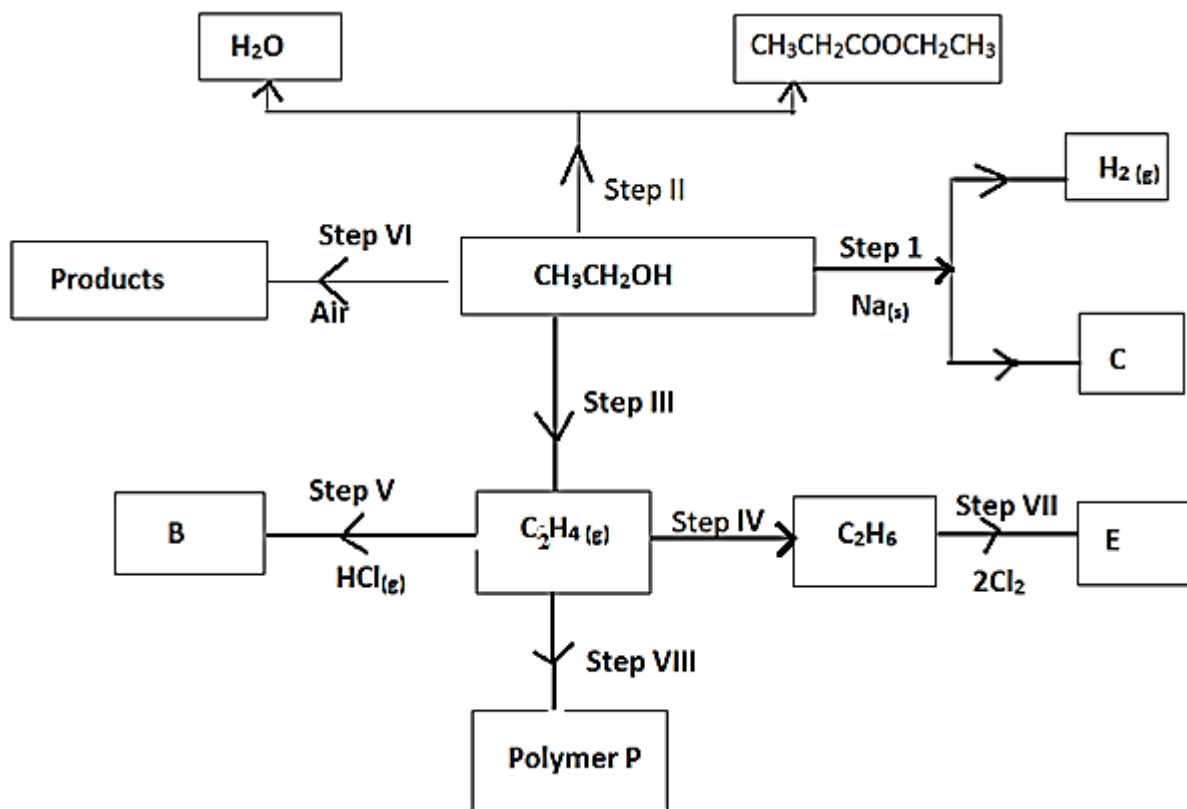 H₂O
CH₃CH₂COOCH₂CH₃
Step II
H₂ (g)
Step VI
Products
Air
CH₃CH₂OH
Step 1
Na(s)
C
Step III
Step V
B
HCl(g)
C₂H₄ (g)
Step IV
C₂H₆
Step VII
2Cl₂
E
Step VIII
Polymer P